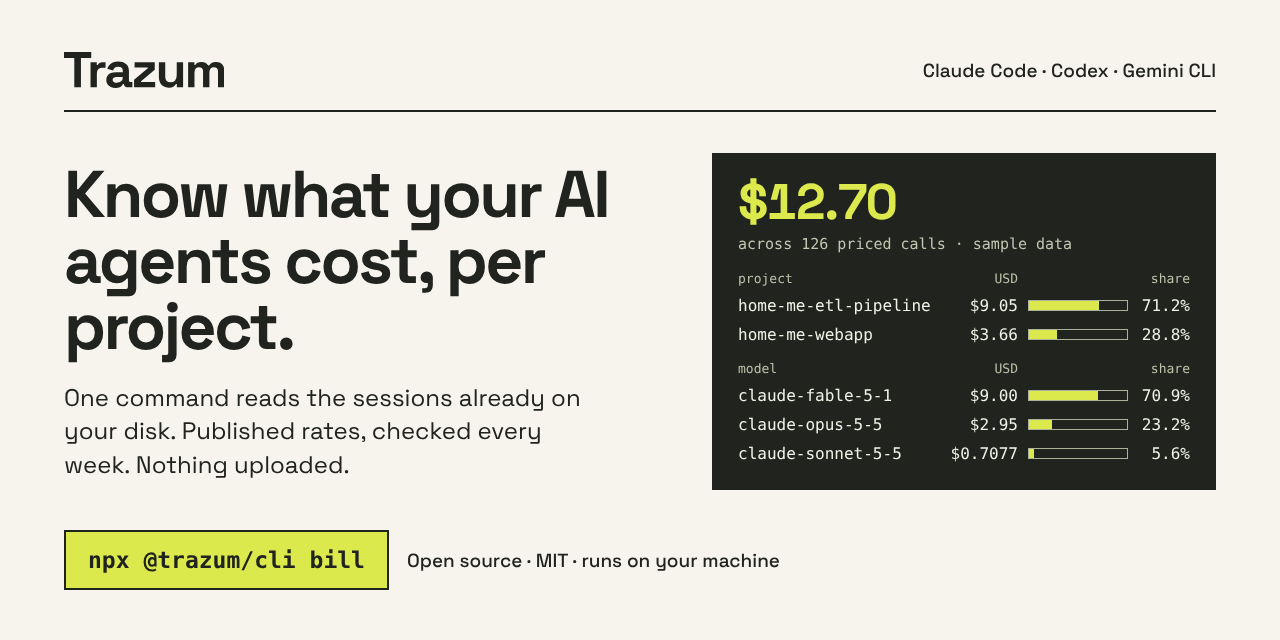 Trazum
Claude Code · Codex · Gemini CLI
Know what your AI
agents cost, per
project.
One command reads the sessions already on
your disk. Published rates, checked every
week. Nothing uploaded.
$12.70
across 126 priced calls · sample data
project USD share
home-me-etl-pipeline $9.05 71.2%
home-me-webapp $3.66 28.8%
model USD share
claude-fable-5-1 $9.00 70.9%
claude-opus-5-5 $2.95 23.2%
claude-sonnet-5-5 $0.7077 5.6%
npx @trazum/cli bill
Open source · MIT · runs on your machine